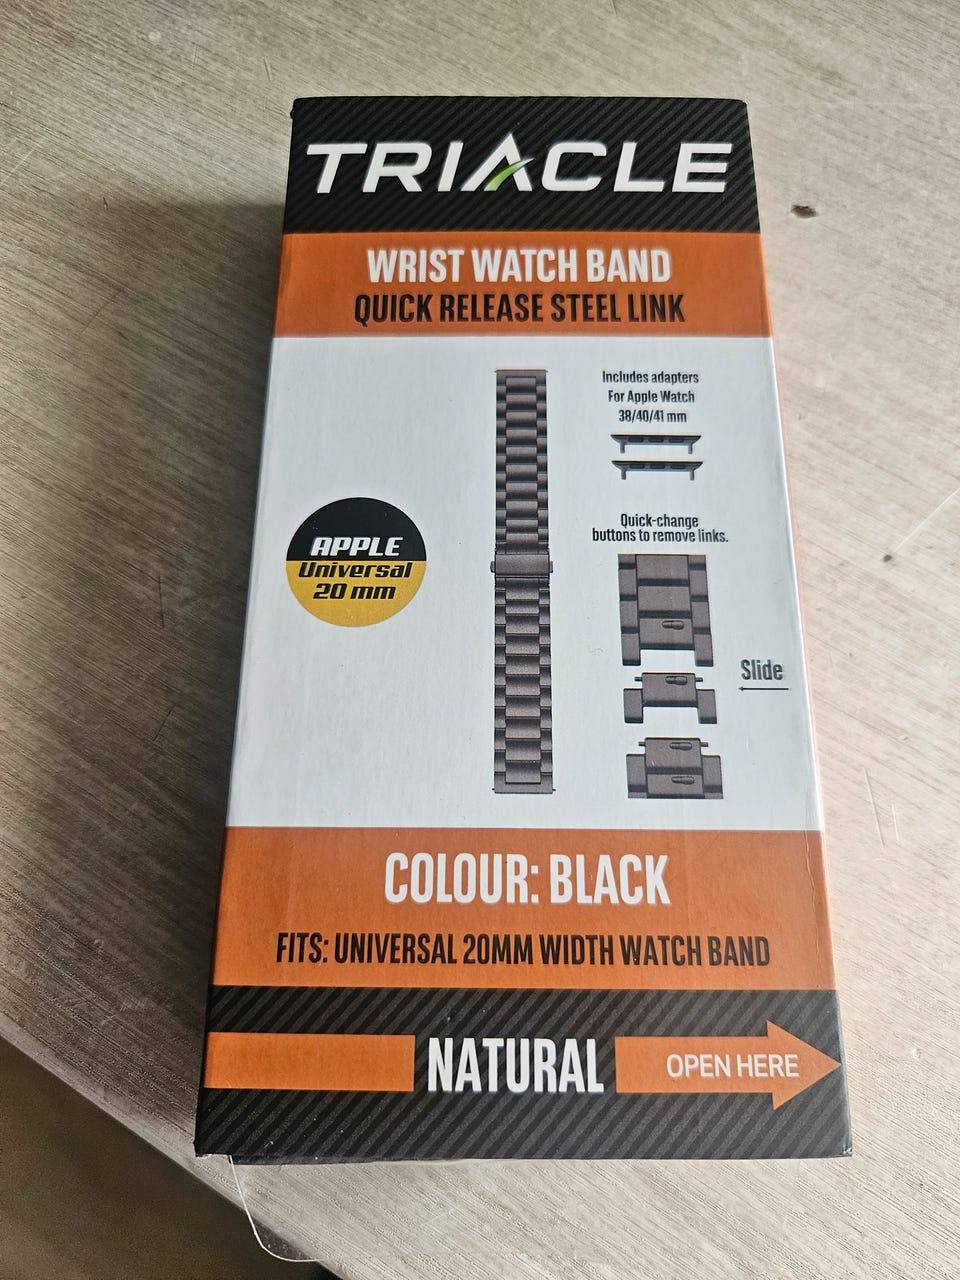 TRIACLE
WRIST WATCH BAND
QUICK RELEASE STEEL LINK
Includes adapters
For Apple Watch
38/40/41 mm
Quick-change
buttons to remove links.
APPLE
Universal
20 mm
Slide
COLOUR: BLACK
FITS: UNIVERSAL 20MM WIDTH WATCH BAND
NATURAL
OPEN HERE